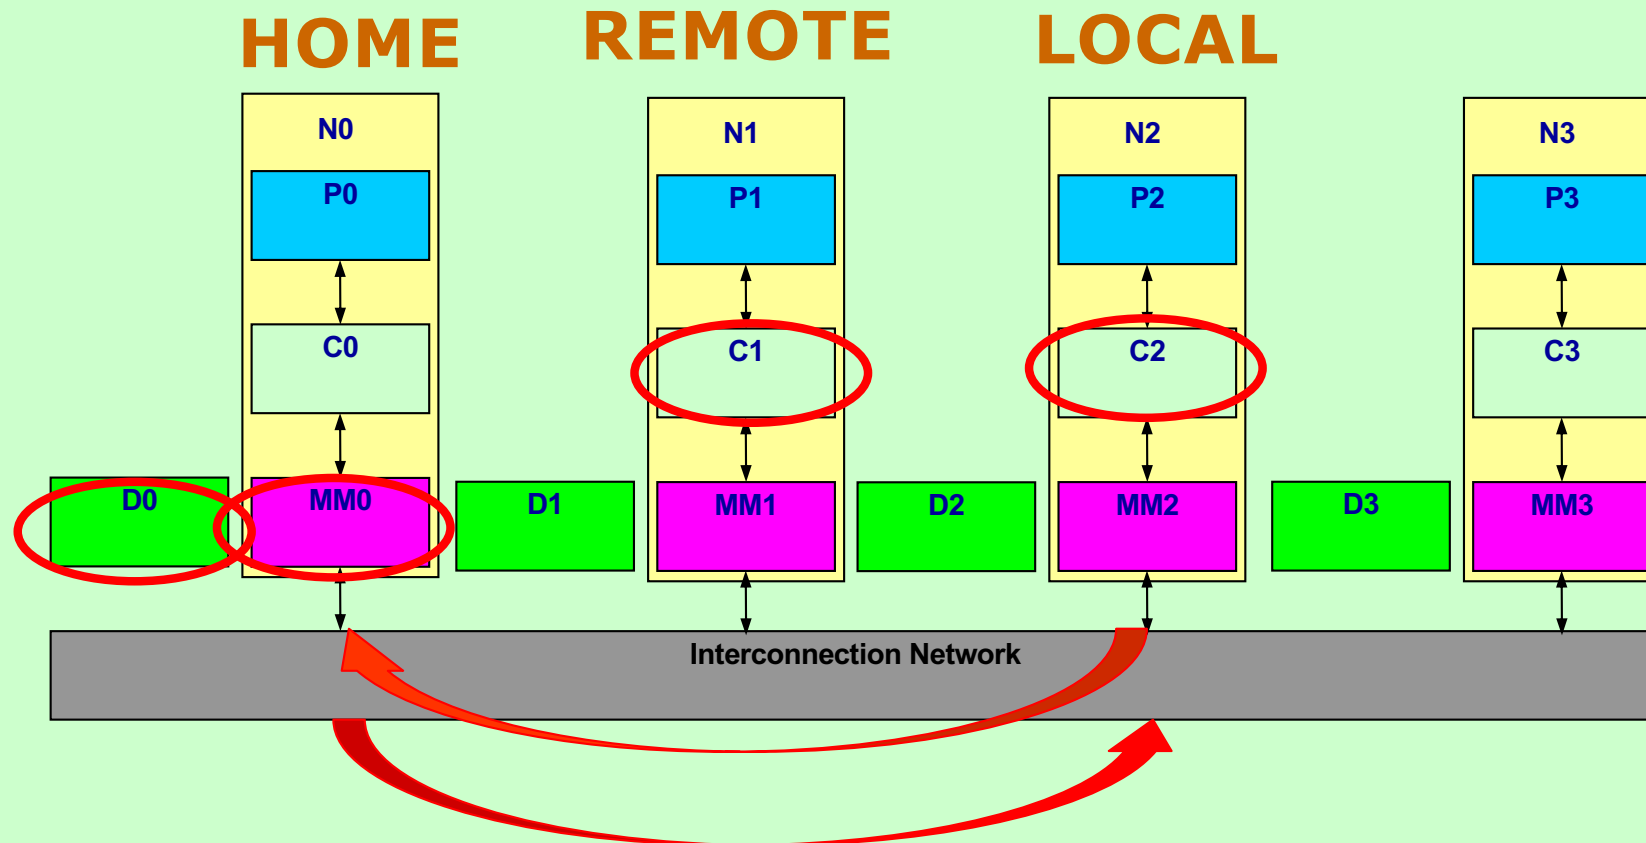 HOME REMOTE LOCAL
N0 N1 N2 N3
P0 P1 P2 P3
C0 C1 C2 C3
D0 MM0 D1 MM1 D2 MM2 D3 MM3
Interconnection Network